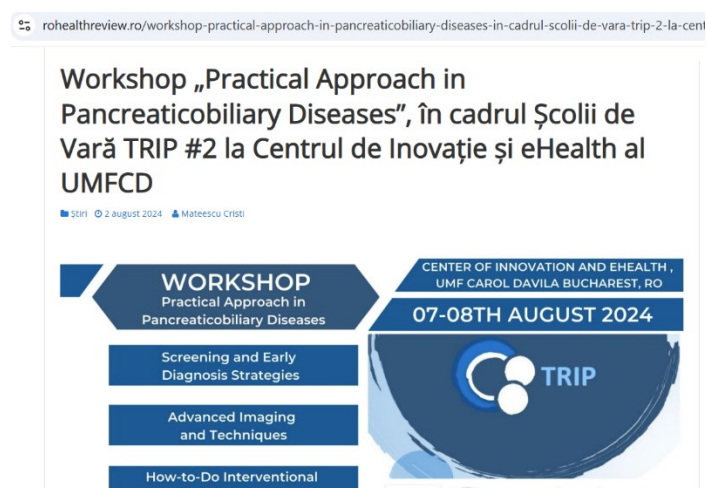 rohealthreview.ro/workshop-practical-approach-in-pancreaticobiliary-diseases-in-cadrul-scolii-de-vara-trip-2-la-cent
Workshop „Practical Approach in
Pancreaticobiliary Diseases”, în cadrul Școlii de
Vară TRIP #2 la Centrul de Inovație și eHealth al
UMFCD
Știri 2 august 2024 Mateescu Cristi
WORKSHOP
Practical Approach in
Pancreaticobiliary Diseases
CENTER OF INNOVATION AND EHEALTH ,
UMF CAROL DAVILA BUCHAREST, RO
07-08TH AUGUST 2024
Screening and Early
Diagnosis Strategies
TRIP
Advanced Imaging
and Techniques
How-to-Do Interventional